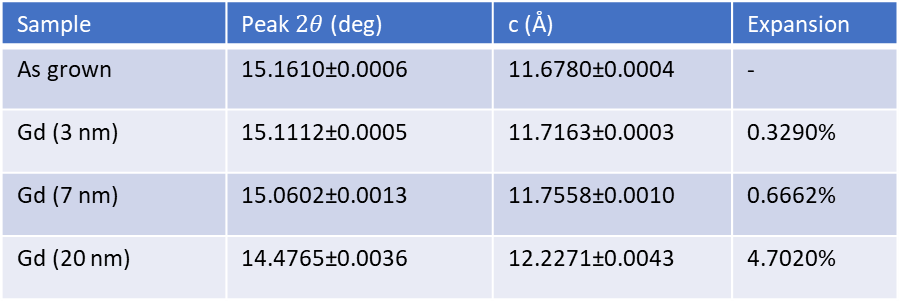 Sample Peak 2𝜃 (deg) c (Å) Expansion
As grown 15.1610±0.0006 11.6780±0.0004 -
Gd (3 nm) 15.1112±0.0005 11.7163±0.0003 0.3290%
Gd (7 nm) 15.0602±0.0013 11.7558±0.0010 0.6662%
Gd (20 nm) 14.4765±0.0036 12.2271±0.0043 4.7020%